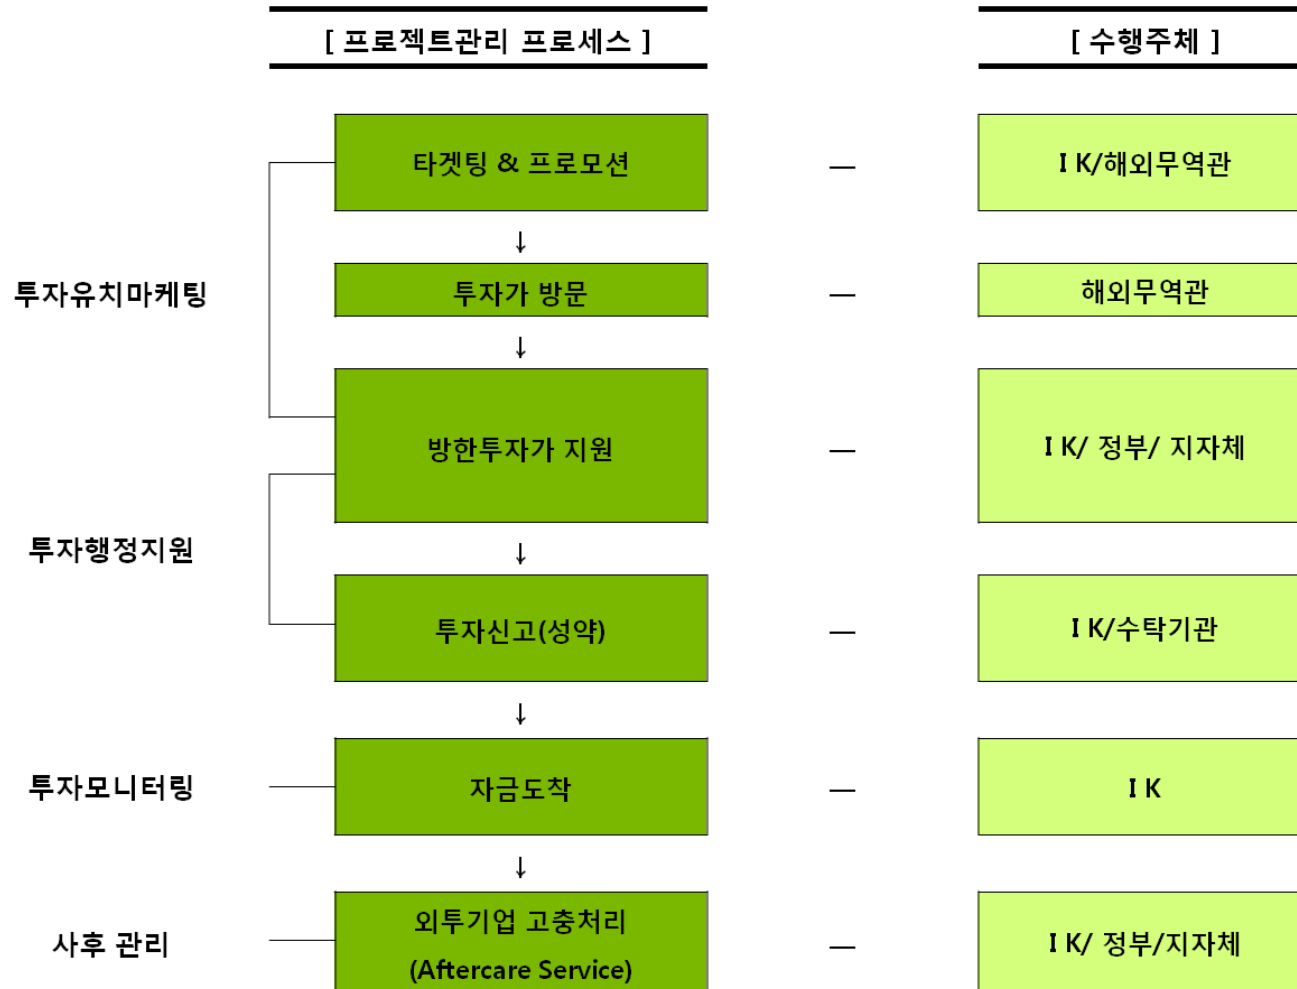 [ 프로젝트관리 프로세스 ]
[ 수행주체 ]
타겟팅 & 프로모션
—
I K/해외무역관
↓
투자유치마케팅
투자가 방문
—
해외무역관
↓
방한투자가 지원
—
I K/ 정부/ 지자체
투자행정지원
↓
투자신고(성약)
—
I K/수탁기관
↓
투자모니터링
자금도착
—
I K
↓
사후 관리
외투기업 고충처리
(Aftercare Service)
—
I K/ 정부/지자체